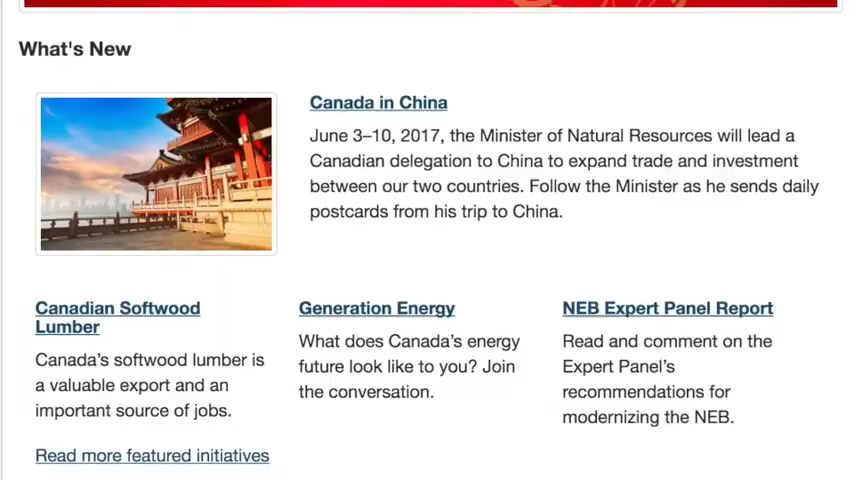 What's New
Canada in China
June 3–10, 2017, the Minister of Natural Resources will lead a
Canadian delegation to China to expand trade and investment
between our two countries. Follow the Minister as he sends daily
postcards from his trip to China.
Canadian Softwood
Lumber
Canada's softwood lumber is
a valuable export and an
important source of jobs.
Generation Energy
What does Canada's energy
future look like to you? Join
the conversation.
NEB Expert Panel Report
Read and comment on the
Expert Panel's
recommendations for
modernizing the NEB.
Read more featured initiatives